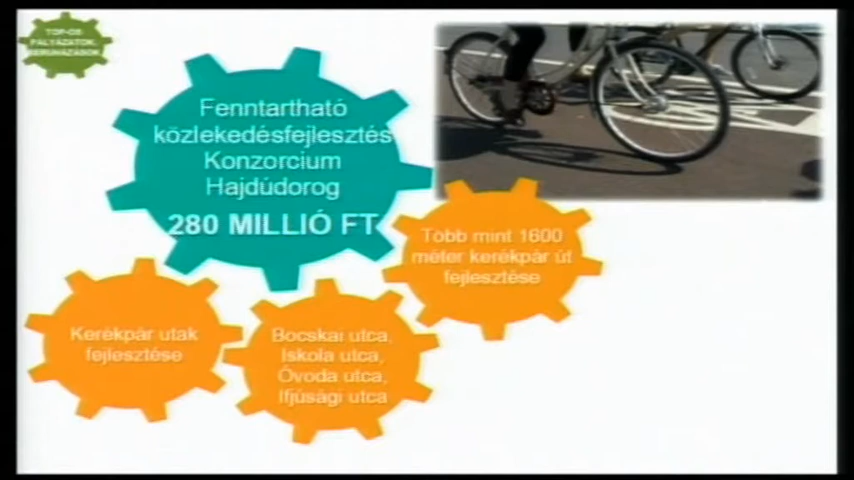 TOP-OS
PÁLYÁZATOK,
BERUHÁZÁSOK
Fenntartható
közlekedésfejlesztés
Konzorcium
Hajdúdorog
280 MILLIÓ FT
Több mint 1600
méter kerékpár út
fejlesztése
Kerékpár utak
fejlesztése
Bocskai utca,
Iskola utca,
Óvoda utca,
Ifjúsági utca